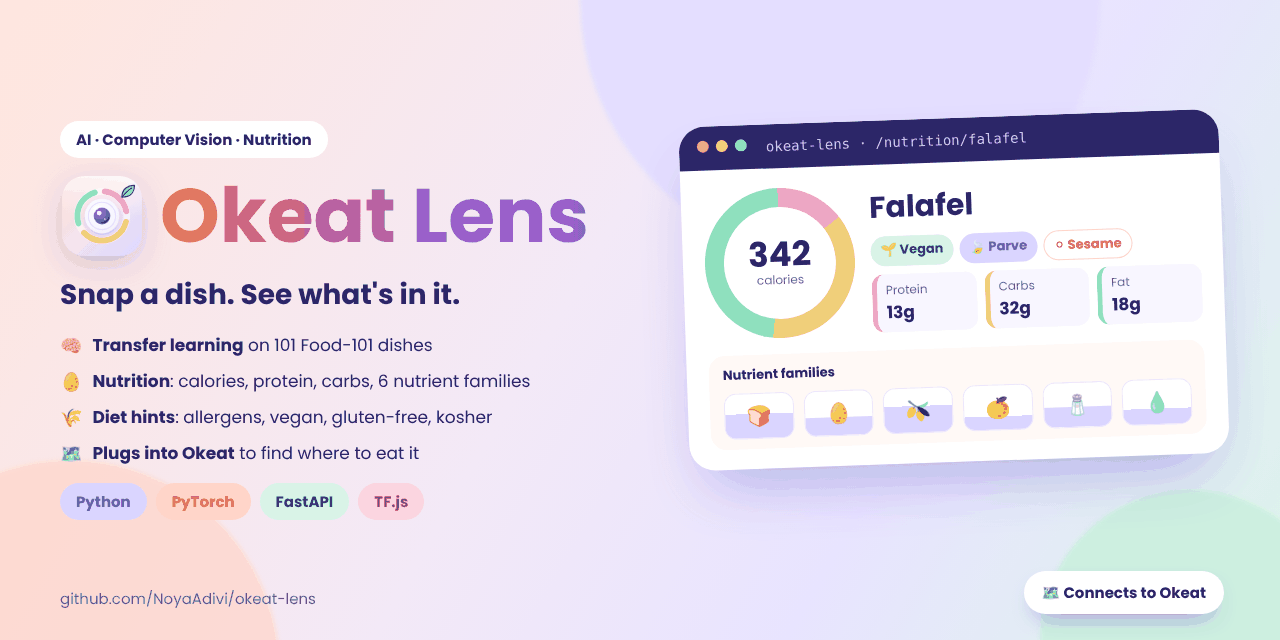 AI · Computer Vision · Nutrition
Okeat Lens
Snap a dish. See what's in it.
Transfer learning on 101 Food-101 dishes
Nutrition: calories, protein, carbs, 6 nutrient families
Diet hints: allergens, vegan, gluten-free, kosher
Plugs into Okeat to find where to eat it
Python PyTorch FastAPI TF.js
github.com/NoyaAdivi/okeat-lens
okeat-lens · /nutrition/falafel
342
calories
Falafel
Vegan Parve Sesame
Protein Carbs Fat
13g 32g 18g
Nutrient families
Connects to Okeat